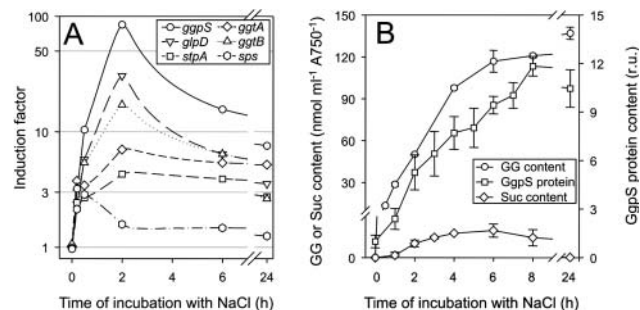 A
ggpS
ggtA
glpD
ggtB
stpA
sps
100
50
10
3
1
Induction factor
0
2
4
6
24
Time of incubation with NaCl (h)
B
150
120
90
60
30
0
GG or Suc content (nmol ml⁻¹ A750⁻¹)
GG content
GgpS protein
Suc content
15
12
9
6
3
0
GgpS protein content (r.u.)
0
2
4
6
8
24
Time of incubation with NaCl (h)